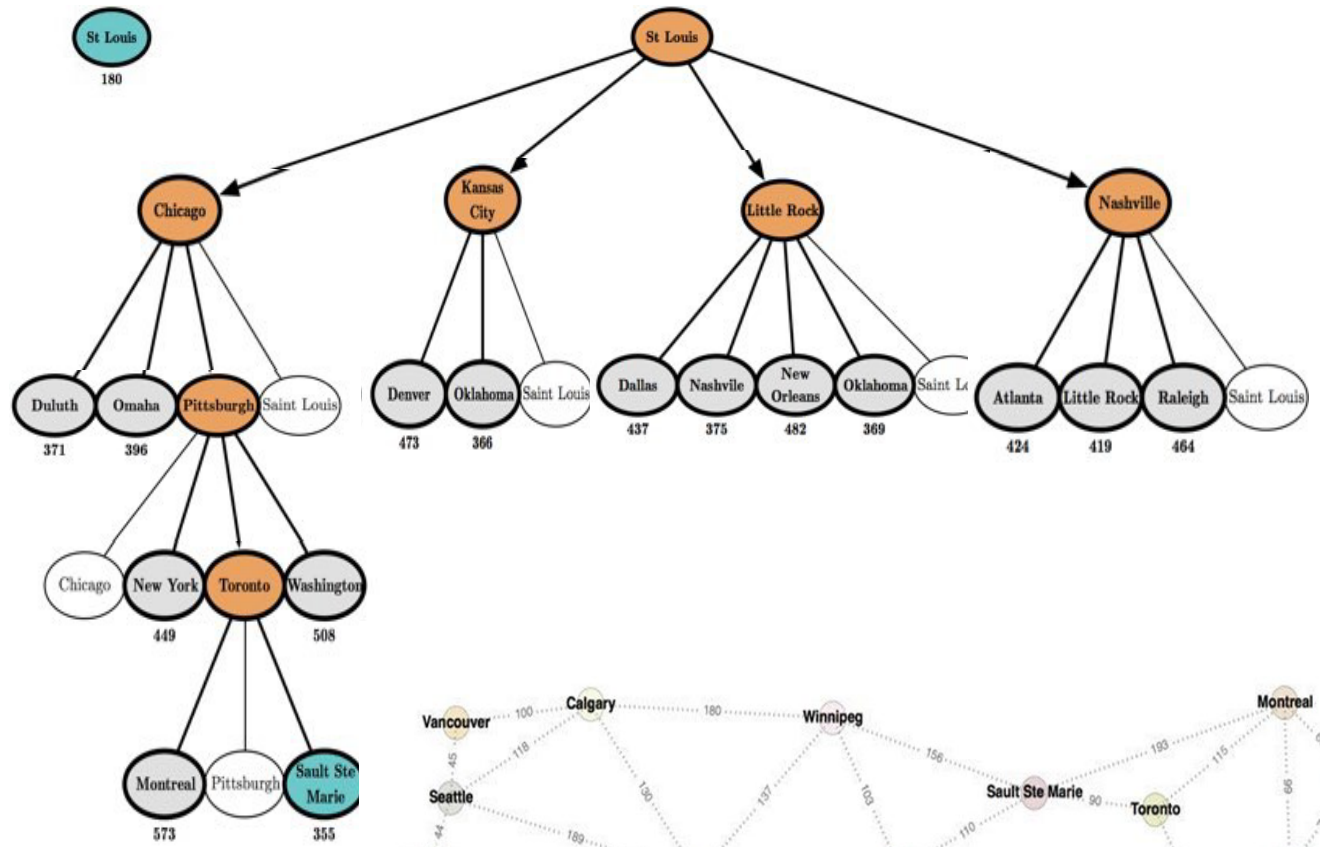 St Louis
180
St Louis
Chicago
Kansas
City
Little Rock
Nashville
Duluth
371
Omaha
396
Pittsburgh
Saint Louis
Denver
473
Oklahoma
366
Saint Louis
Dallas
437
Nashvile
375
New
Orleans
482
Oklahoma
369
Saint Lo
Atlanta
424
Little Rock
419
Raleigh
464
Saint Louis
Chicago
New York
449
Toronto
Washington
508
Montreal
573
Pittsburgh
Sault Ste
Marie
355
Vancouver
100
Calgary
180
Winnipeg
156
Montreal
193
115
45
118
130
137
103
Seattle
Sault Ste Marie
90
Toronto
66
44
189
110